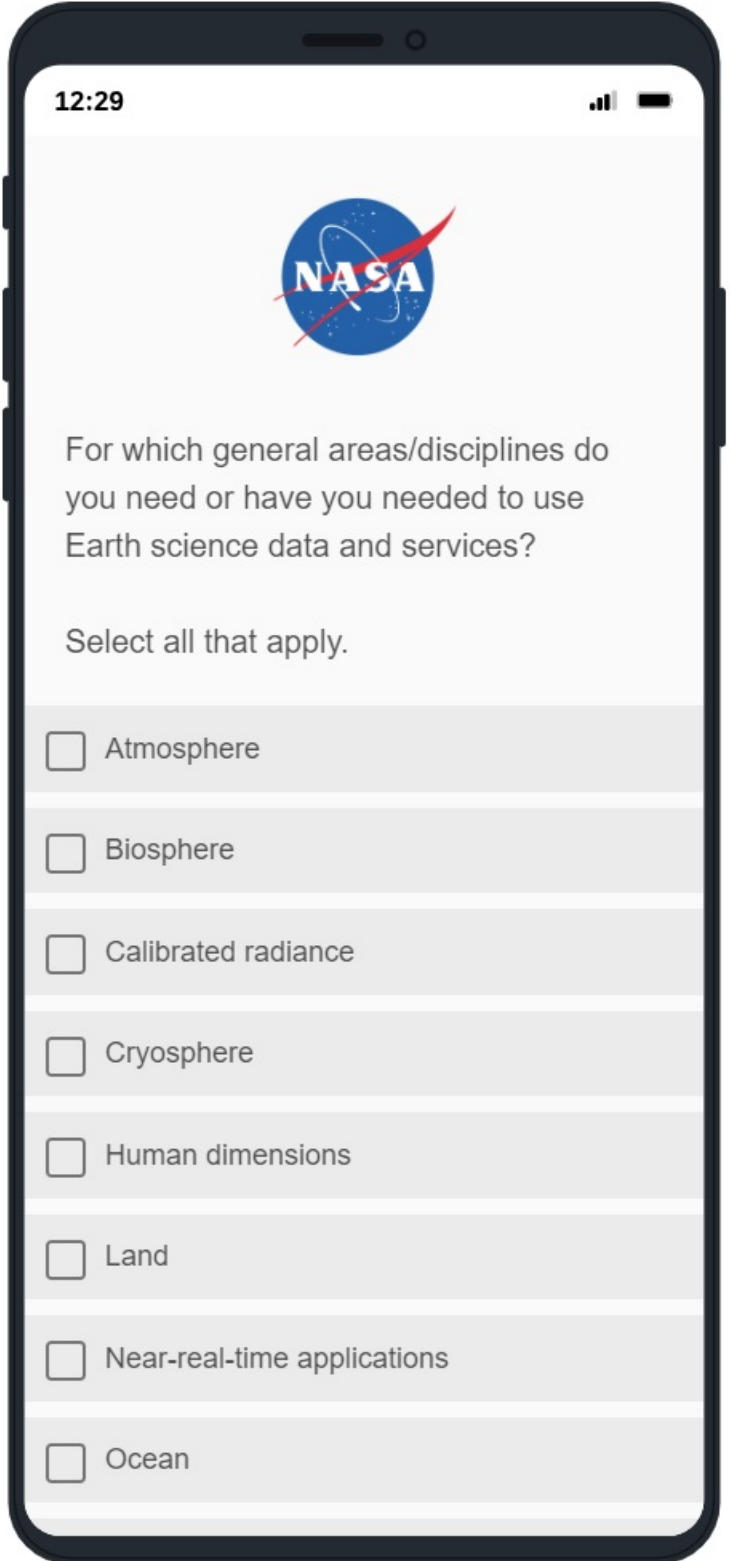 12:29
NASA
For which general areas/disciplines do
you need or have you needed to use
Earth science data and services?
Select all that apply.
Atmosphere
Biosphere
Calibrated radiance
Cryosphere
Human dimensions
Land
Near-real-time applications
Ocean